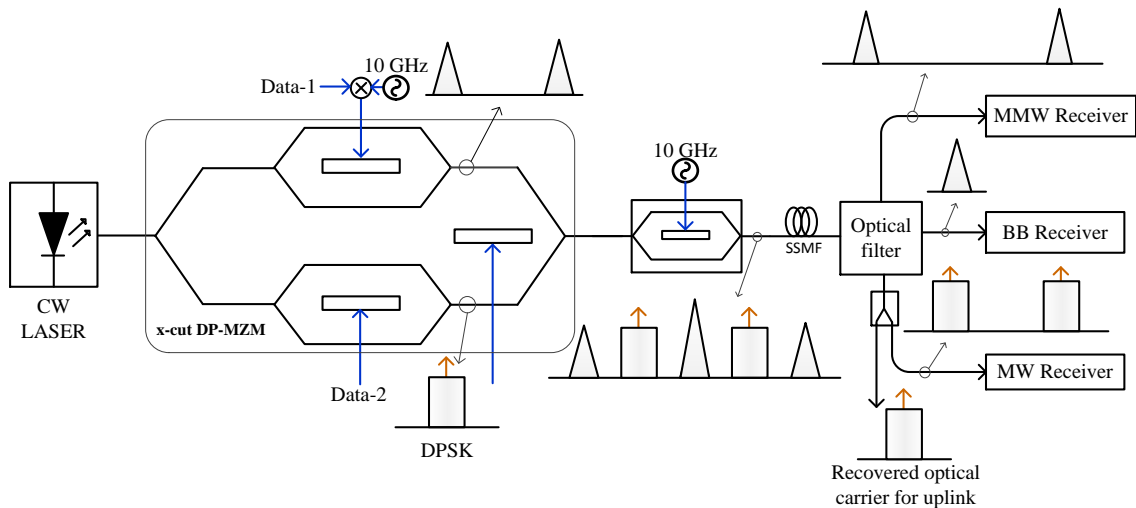 10 GHz
Data-1
MMW Receiver
10 GHz
Optical
filter
BB Receiver
SSMF
CW
LASER
x-cut DP-MZM
Data-2
DPSK
MW Receiver
Recovered optical
carrier for uplink